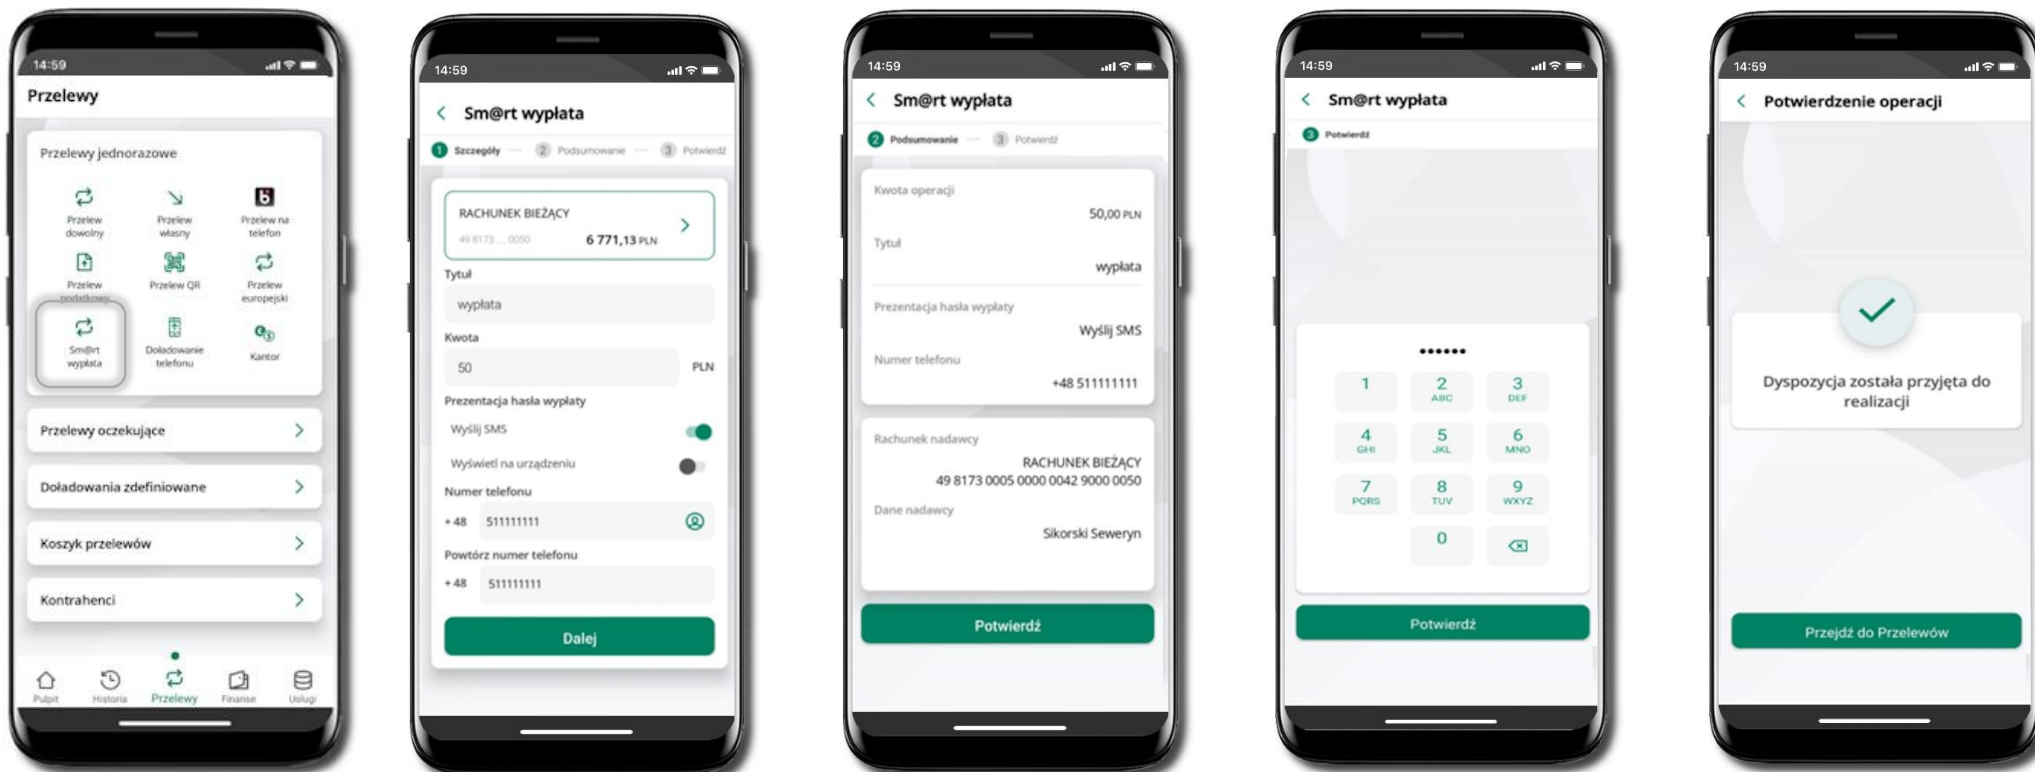 14:59
Przelewy
Przelewy jednorazowe
Przelew dowolny
Przelew własny
Przelew na telefon
Przelew podatkowy
Przelew QR
Przelew europejski
Sm@rt wypłata
Doładowanie telefonu
Kantor
Przelewy oczekujące
Doładowania zdefiniowane
Koszyk przelewów
Kontrahenci
Pulpit
Historia
Przelewy
Finanse
Usługi
14:59
Sm@rt wypłata
1 Szczegóły
2 Podsumowanie
3 Potwierdź
RACHUNEK BIEŻĄCY
49 8173 ... 0050 6 771,13 PLN
Tytuł
wypłata
Kwota
50 PLN
Prezentacja hasła wypłaty
Wyślij SMS
Wyświetl na urządzeniu
Numer telefonu
+ 48 511111111
Powtórz numer telefonu
+ 48 511111111
Dalej
14:59
Sm@rt wypłata
2 Podsumowanie
3 Potwierdź
Kwota operacji
50,00 PLN
Tytuł
wypłata
Prezentacja hasła wypłaty
Wyślij SMS
Numer telefonu
+48 511111111
Rachunek nadawcy
RACHUNEK BIEŻĄCY
49 8173 0005 0000 0042 9000 0050
Dane nadawcy
Sikorski Seweryn
Potwierdź
14:59
Sm@rt wypłata
3 Potwierdź
••••••
1
2 ABC
3 DEF
4 GHI
5 JKL
6 MNO
7 PQRS
8 TUV
9 WXYZ
0
Potwierdź
14:59
Potwierdzenie operacji
Dyspozycja została przyjęta do
realizacji
Przejdź do Przelewów